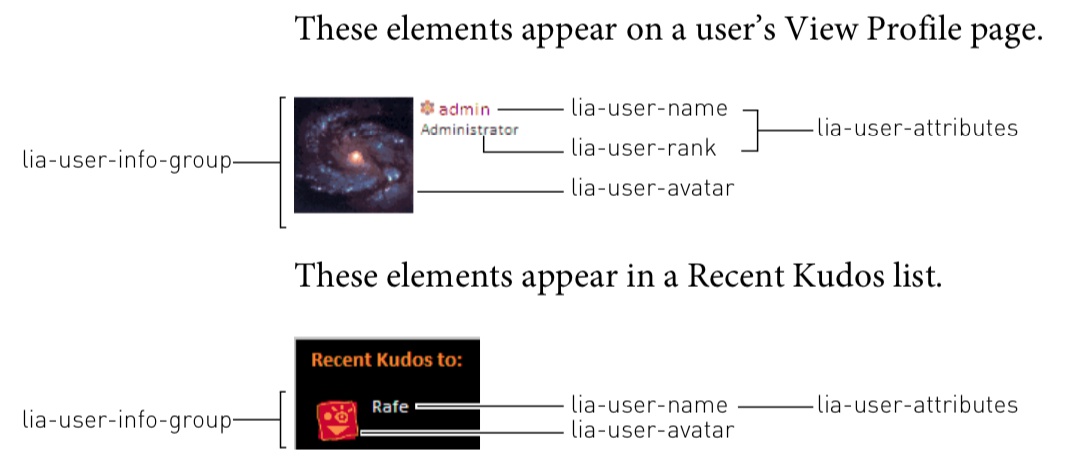 These elements appear on a user’s View Profile page.
admin
lia-user-name
Administrator
lia-user-attributes
lia-user-rank
lia-user-info-group
lia-user-avatar
These elements appear in a Recent Kudos list.
Recent Kudos to:
Rafe
lia-user-name
lia-user-attributes
lia-user-info-group
lia-user-avatar